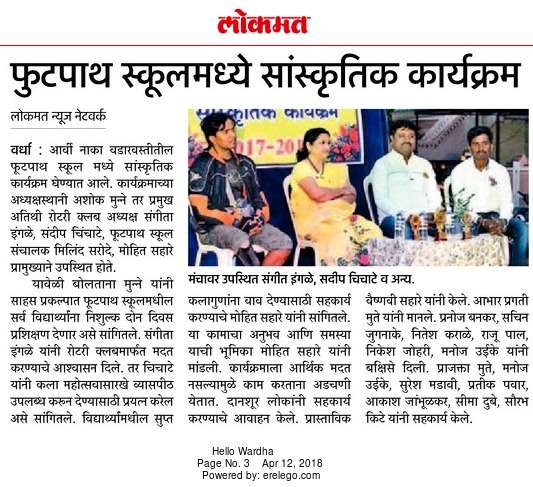 लोकमत
फुटपाथ स्कूलमध्ये सांस्कृतिक कार्यक्रम
लोकमत न्यूज नेटवर्क
वर्धा : आर्वी नाका वडारवस्तीतील
फूटपाथ स्कूल मध्ये सांस्कृतिक
कार्यक्रम घेण्यात आले. कार्यक्रमाच्या
अध्यक्षस्थानी अशोक मुन्ने तर प्रमुख
अतिथी रोटरी क्लब अध्यक्ष संगीता
इंगळे, संदीप चिंचाटे, फूटपाथ स्कूल
संचालक मिलिंद सरोदे, मोहित सहारे
प्रामुख्याने उपस्थित होते.
यावेळी बोलताना मुन्ने यांनी
साहस प्रकल्पात फूटपाथ स्कूलमधील
सर्व विद्यार्थ्यांना निशुल्क दोन दिवस
प्रशिक्षण देणार असे सांगितले. संगीता
इंगळे यांनी रोटरी क्लबमार्फत मदत
करण्याचे आश्वासन दिले. तर चिचाटे
यांनी कला महोत्सवासारखे व्यासपीठ
उपलब्ध करून देण्यासाठी प्रयत्न करेल
असे सांगितले. विद्यार्थ्यांमधील सुप्त
सांस्कृतिक कार्यक्रम
2017-201
मंचावर उपस्थित संगीत इंगळे, सदीप चिचाटे व अन्य.
कलागुणांना वाव देण्यासाठी सहकार्य
करण्याचे मोहित सहारे यांनी सांगितले.
या कामाचा अनुभव आणि समस्या
याची भूमिका मोहित सहारे यांनी
मांडली. कार्यक्रमाला आर्थिक मदत
नसल्यामुळे काम करताना अडचणी
येतात. दानशूर लोकांनी सहकार्य
करण्याचे आवाहन केले. प्रास्ताविक
वैष्णवी सहारे यांनी केले. आभार प्रगती
मुते यांनी मानले. प्रनोज बनकर, सचिन
जुगनाके, नितेश कराळे, राजू पाल,
निकेश जोहरी, मनोज उईके यांनी
बक्षिसे दिली. प्राजक्ता मुते, मनोज
उईके, सुरेश मडावी, प्रतीक पवार,
आकाश जांभूळकर, सीमा दुबे, सौरभ
किटे यांनी सहकार्य केले.
Hello Wardha
Page No. 3 Apr 12, 2018
Powered by: erelego.com